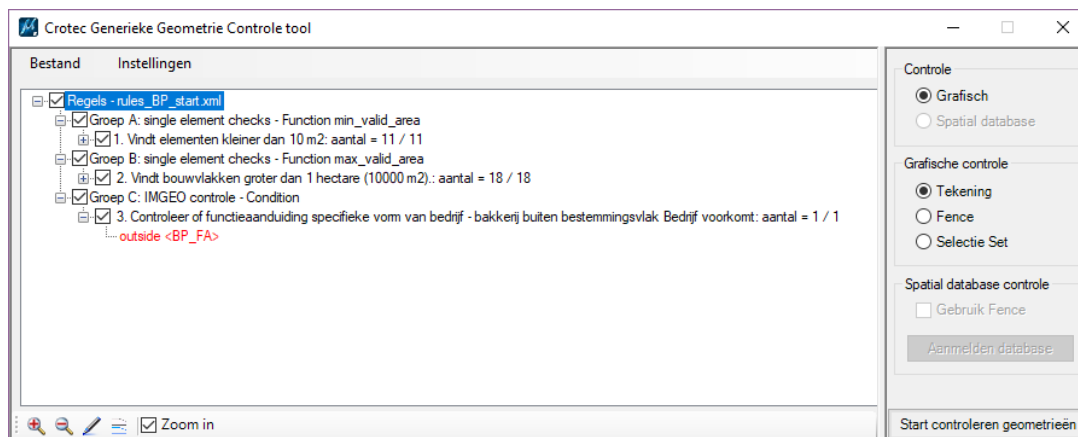 Crotec Generieke Geometrie Controle tool
Bestand Instellingen
Regels - rules_BP_start.xml
Groep A: single element checks - Function min_valid_area
1. Vindt elementen kleiner dan 10 m2: aantal = 11 / 11
Groep B: single element checks - Function max_valid_area
2. Vindt bouwvlakken groter dan 1 hectare (10000 m2).: aantal = 18 / 18
Groep C: IMGEO controle - Condition
3. Controleer of functieaanduiding specifieke vorm van bedrijf - bakkerij buiten bestemmingsvlak Bedrijf voorkomt: aantal = 1 / 1
outside <BP_FA>
Zoom in
Controle
Grafisch
Spatial database
Grafische controle
Tekening
Fence
Selectie Set
Spatial database controle
Gebruik Fence
Aanmelden database
Start controleren geometrieën